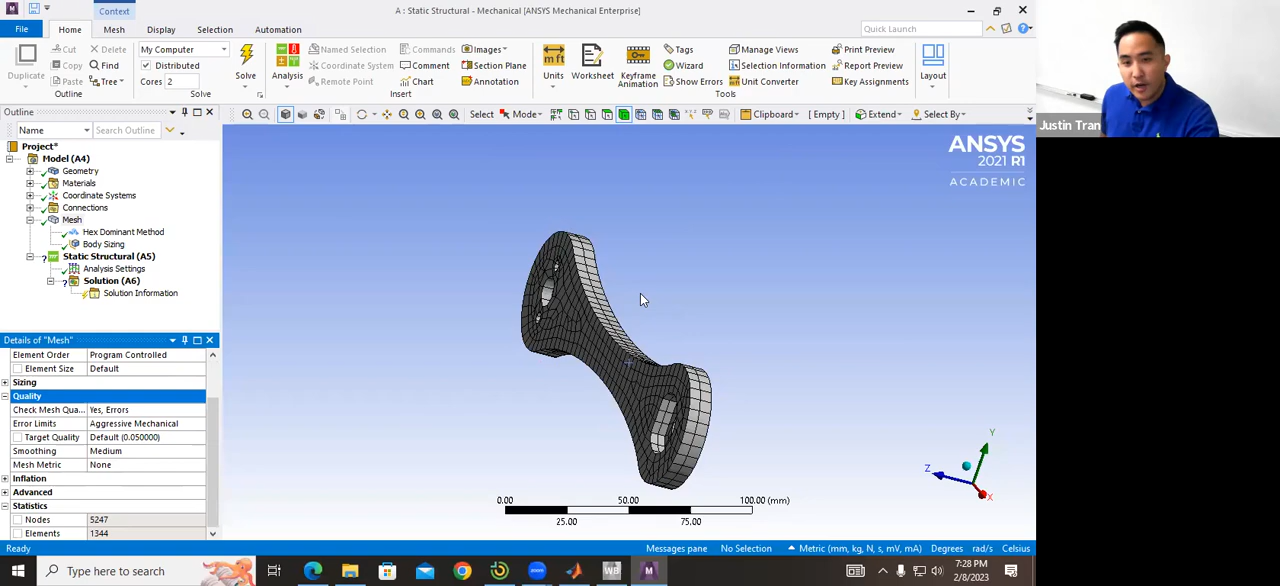 Context
A : Static Structural - Mechanical [ANSYS Mechanical Enterprise]
File Home Mesh Display Selection Automation
Quick Launch
Duplicate
Cut Delete
Copy Find
Paste Tree
Outline
My Computer
Distributed
Cores 2
Solve
Solve
Analysis
Named Selection
Coordinate System
Remote Point
Commands
Comment
Chart
Images
Section Plane
Annotation
Insert
Units
Worksheet
Keyframe
Animation
Tags
Wizard
Show Errors
Manage Views
Selection Information
Unit Converter
Tools
Print Preview
Report Preview
Key Assignments
Layout
Justin Tran
Outline
Select Mode Clipboard [ Empty ] Extend Select By
Name Search Outline
Project*
Model (A4)
Geometry
Materials
Coordinate Systems
Connections
Mesh
Hex Dominant Method
Body Sizing
Static Structural (A5)
Analysis Settings
Solution (A6)
Solution Information
ANSYS
2021 R1
ACADEMIC
Details of "Mesh"
Element Order Program Controlled
Element Size Default
Sizing
Quality
Check Mesh Qua... Yes, Errors
Error Limits Aggressive Mechanical
Target Quality Default (0.050000)
Smoothing Medium
Mesh Metric None
Inflation
Advanced
Statistics
Nodes 5247
Elements 1344
0.00 50.00 100.00 (mm)
25.00 75.00
Y
Z
X
Ready
Messages pane No Selection Metric (mm, kg, N, s, mV, mA) Degrees rad/s Celsius
Type here to search
WB
M
7:28 PM
2/8/2023